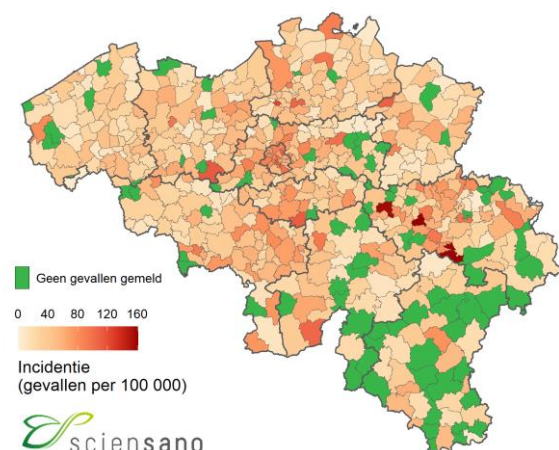 Geen gevallen gemeld
0 40 80 120 160
Incidentie
(gevallen per 100 000)
sciensano